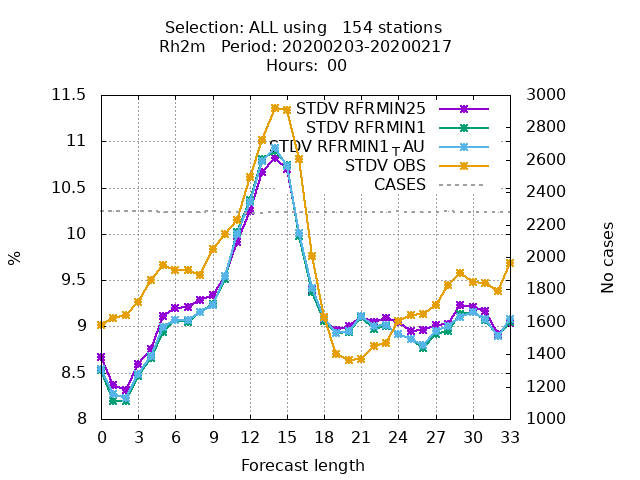 Selection: ALL using   154 stations
Rh2m   Period: 20200203-20200217
Hours: 00
STDV RFRMIN25
STDV RFRMIN1
STDV RFRMIN1┬AU
STDV OBS
CASES
%
11.5
11
10.5
10
9.5
9
8.5
8
3000
2800
2600
2400
2200
2000
1800
1600
1400
1200
1000
No cases
0 3 6 9 12 15 18 21 24 27 30 33
Forecast length